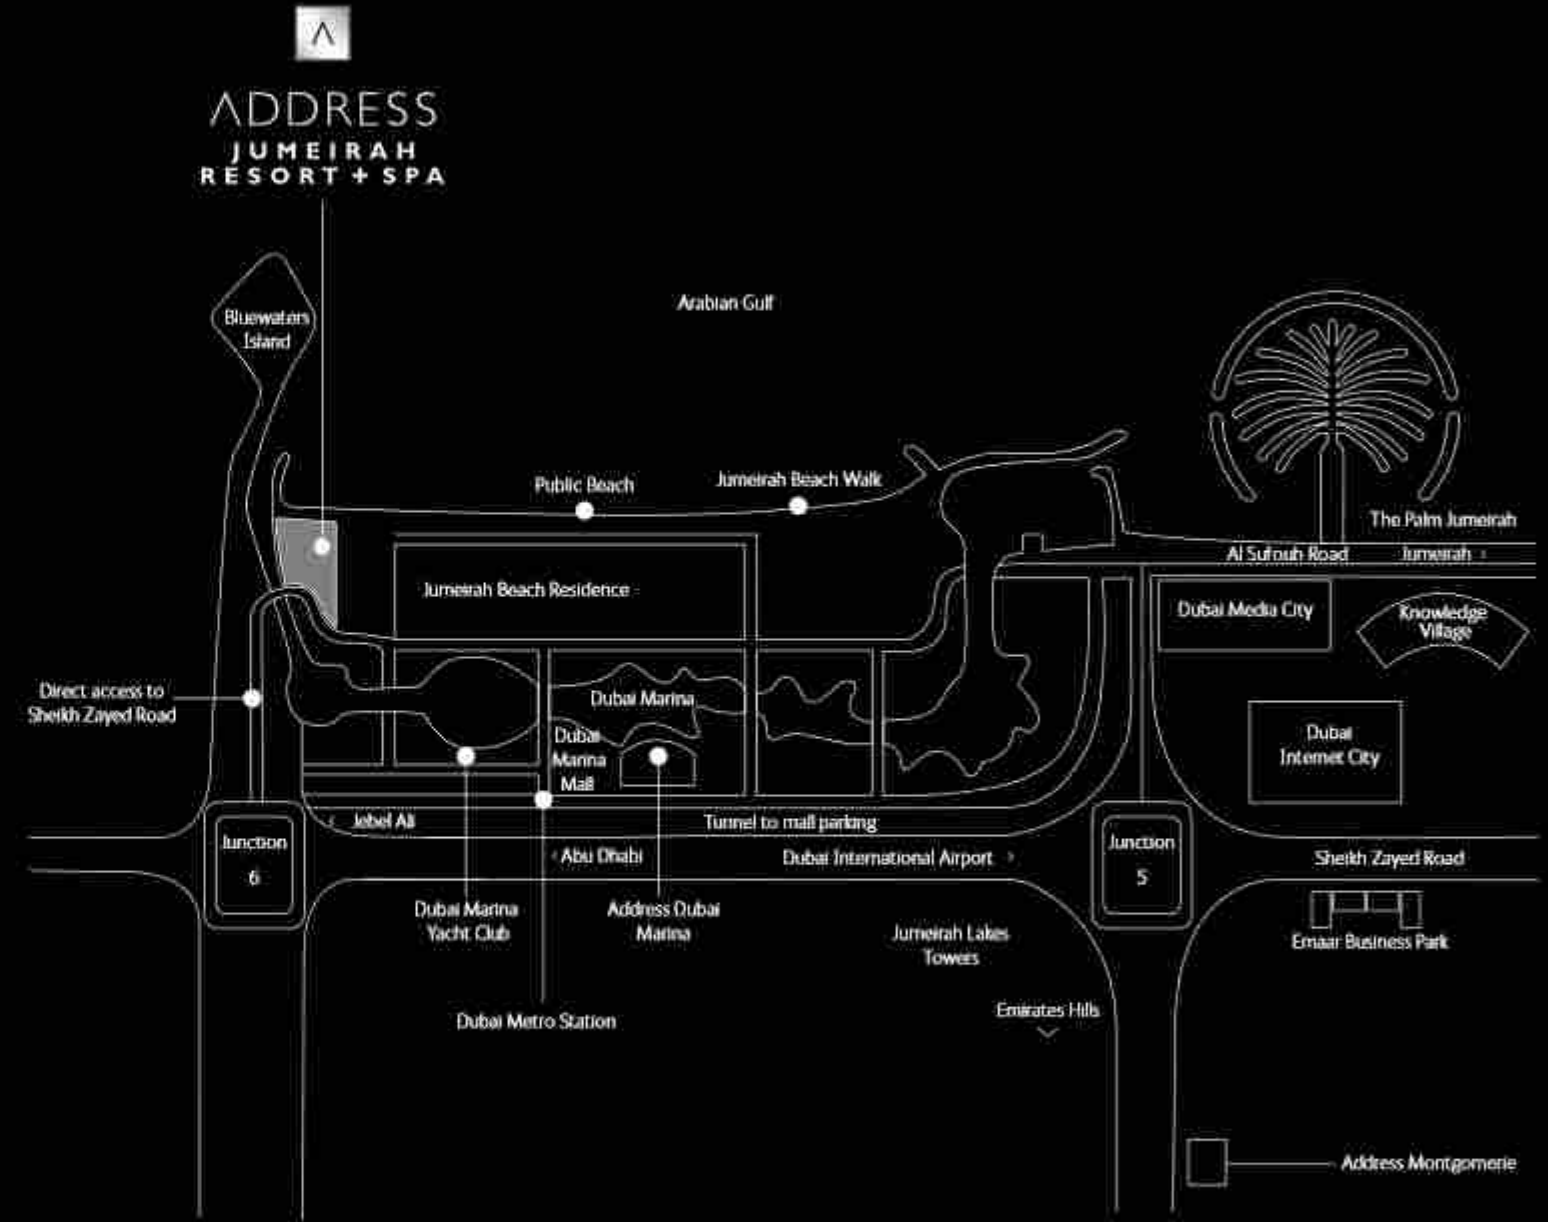 ADDRESS
JUMEIRAH
RESORT + SPA
Bluewaters
Island
Arabian Gulf
Public Beach
Jumeirah Beach Walk
The Palm Jumeirah
Al Sufouh Road
Jumeirah
Jumeirah Beach Residence
Dubai Media City
Knowledge
Village
Direct access to
Sheikh Zayed Road
Dubai Marina
Dubai
Marina
Mall
Dubai
Internet City
Jebel Ali
Tunnel to mall parking
Junction
6
Abu Dhabi
Dubai International Airport
Junction
5
Sheikh Zayed Road
Dubai Marina
Yacht Club
Address Dubai
Marina
Jumeirah Lakes
Towers
Emaar Business Park
Emirates Hills
Dubai Metro Station
Address Montgomerie